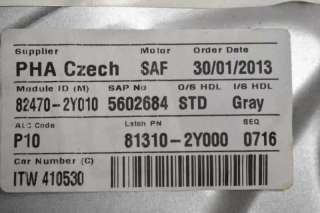 Supplier Motor Order Date
PHA Czech SAF 30/01/2013
Module ID (M) SAP No O/S HDL I/S HDL
82470-2Y010 5602684 STD Gray
ALC Code Latch PN SEQ
P10 81310-2Y000 0716
Car Number (C)
ITW 410530